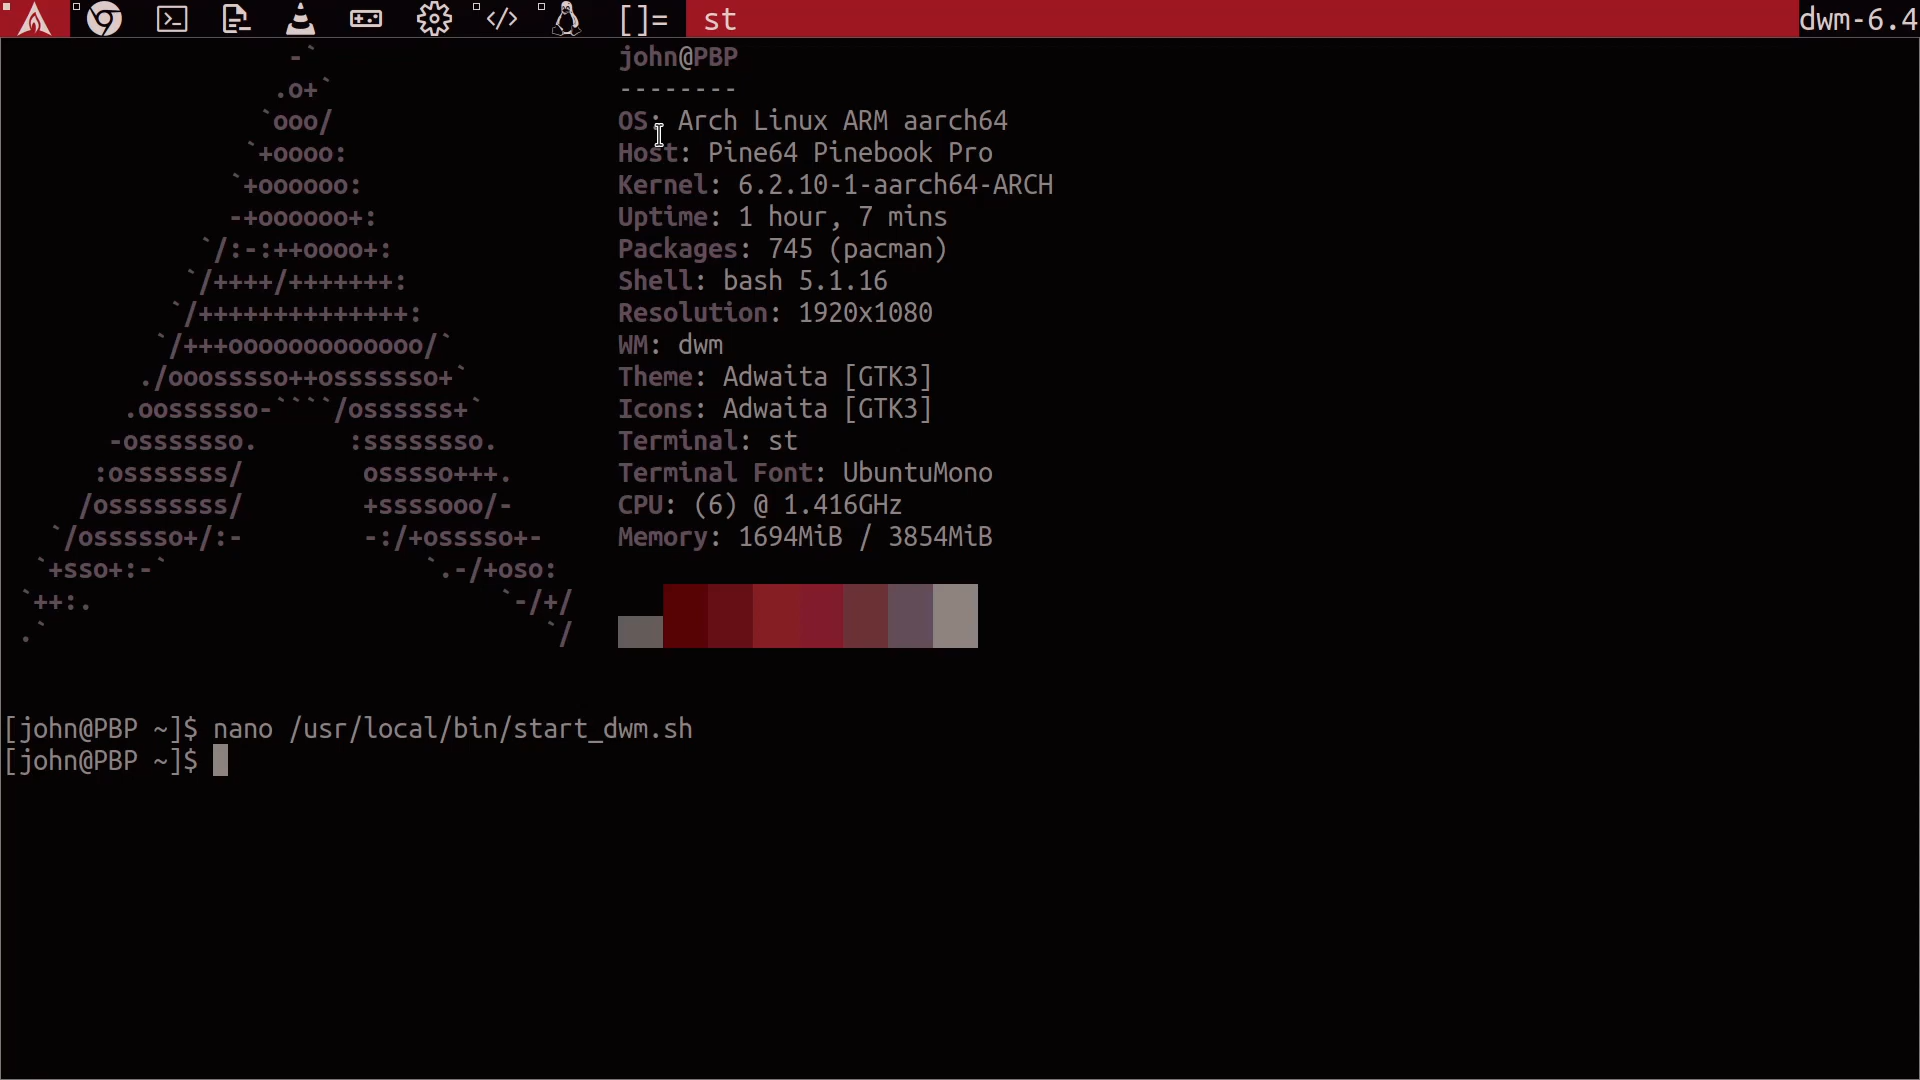 []= st dwm-6.4
john@PBP
--------
OS: Arch Linux ARM aarch64
Host: Pine64 Pinebook Pro
Kernel: 6.2.10-1-aarch64-ARCH
Uptime: 1 hour, 7 mins
Packages: 745 (pacman)
Shell: bash 5.1.16
Resolution: 1920x1080
WM: dwm
Theme: Adwaita [GTK3]
Icons: Adwaita [GTK3]
Terminal: st
Terminal Font: UbuntuMono
CPU: (6) @ 1.416GHz
Memory: 1694MiB / 3854MiB
[john@PBP ~]$ nano /usr/local/bin/start_dwm.sh
[john@PBP ~]$